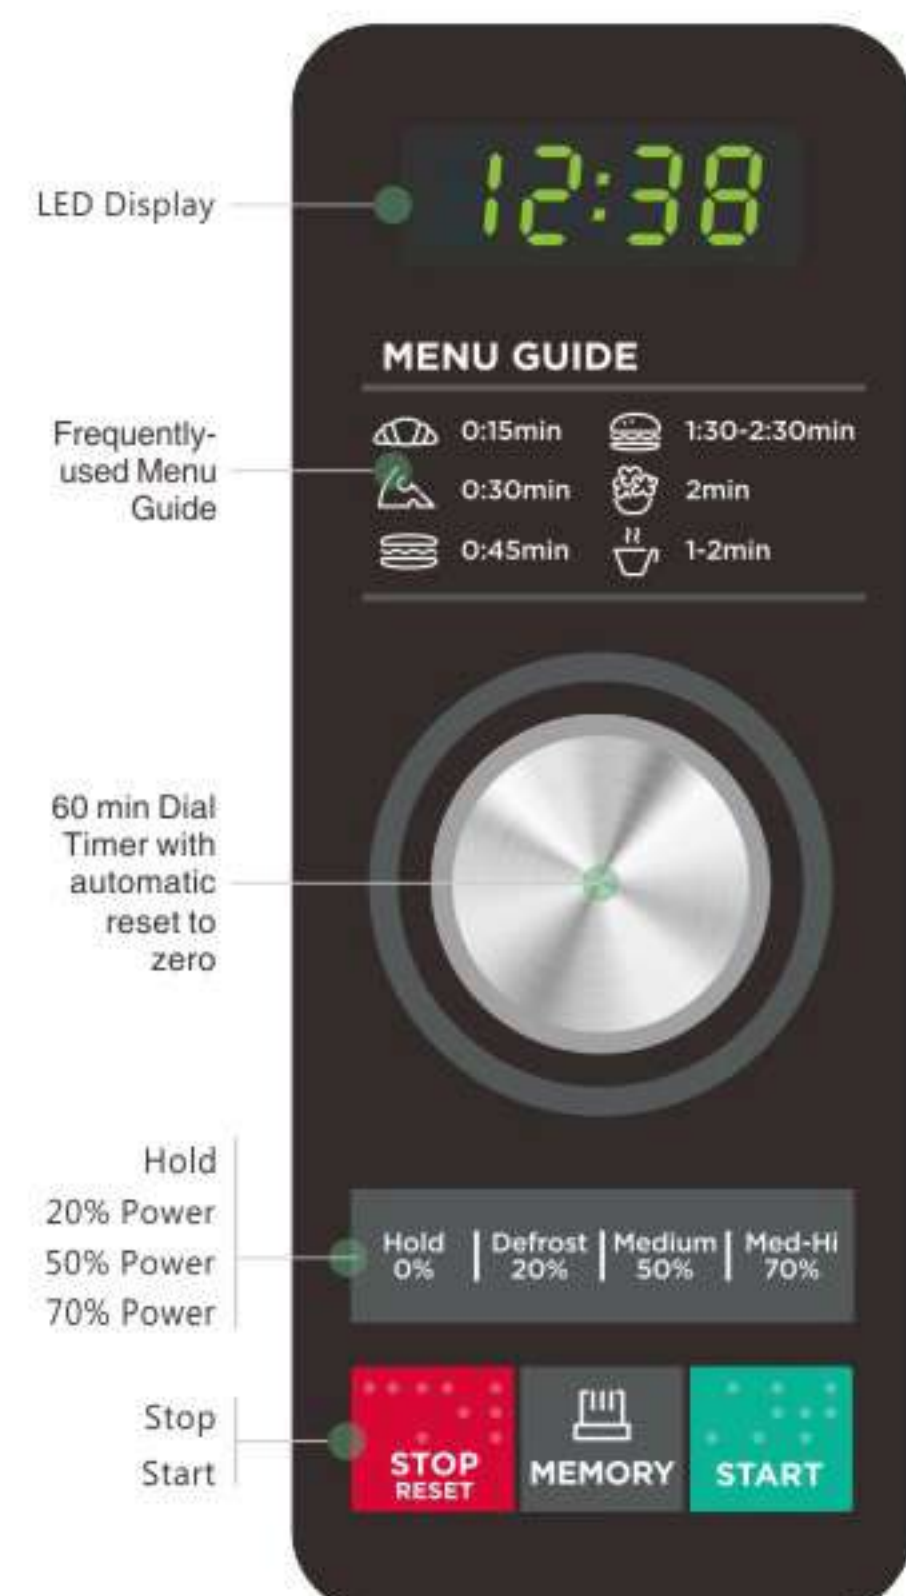 LED Display
12:38
MENU GUIDE
Frequently-
used Menu
Guide
0:15min
1:30-2:30min
0:30min
2min
0:45min
1-2min
60 min Dial
Timer with
automatic
reset to
zero
Hold
20% Power
50% Power
70% Power
Hold
0%
Defrost
20%
Medium
50%
Med-Hi
70%
Stop
Start
STOP
RESET
MEMORY
START